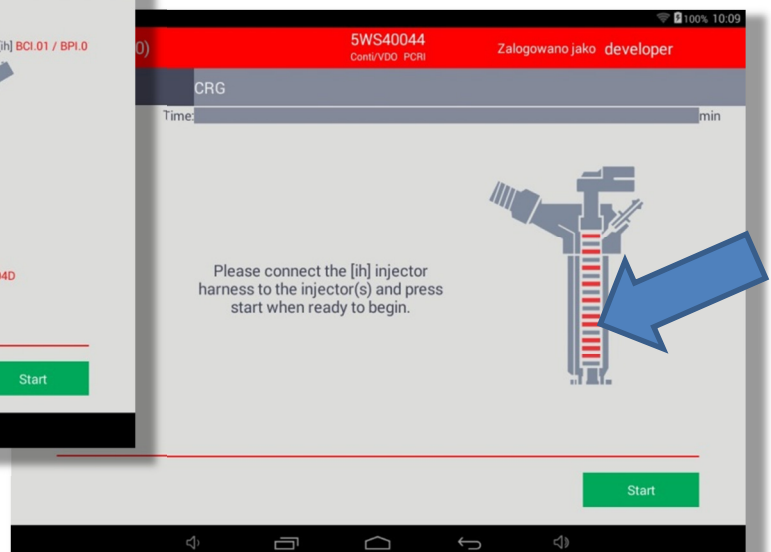 [ih] BCI.01 / BPI.0
04D
Start
100% 10:09
0)
5WS40044
Conti/VDO PCRI
Zalogowano jako developer
CRG
Time:
min
Please connect the [ih] injector
harness to the injector(s) and press
start when ready to begin.
Start